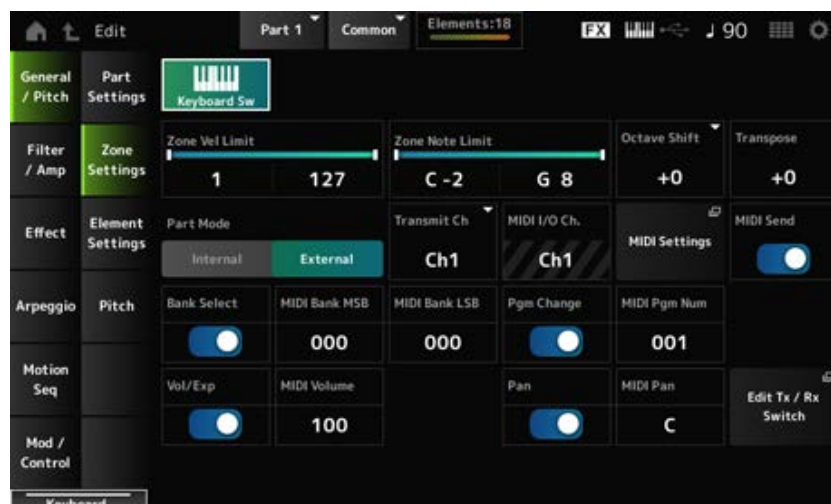 Edit
Part 1
Common
Elements:18
FX
90
General / Pitch
Part Settings
Keyboard Sw
Filter / Amp
Zone Settings
Zone Vel Limit
1
127
Zone Note Limit
C -2
G 8
Octave Shift
+0
Transpose
+0
Effect
Element Settings
Part Mode
Internal
External
Transmit Ch
Ch1
MIDI I/O Ch.
Ch1
MIDI Settings
MIDI Send
Arpeggio
Pitch
Bank Select
MIDI Bank MSB
000
MIDI Bank LSB
000
Pgm Change
MIDI Pgm Num
001
Motion Seq
Vol/Exp
MIDI Volume
100
Pan
MIDI Pan
C
Edit Tx / Rx Switch
Mod / Control
Keyboard